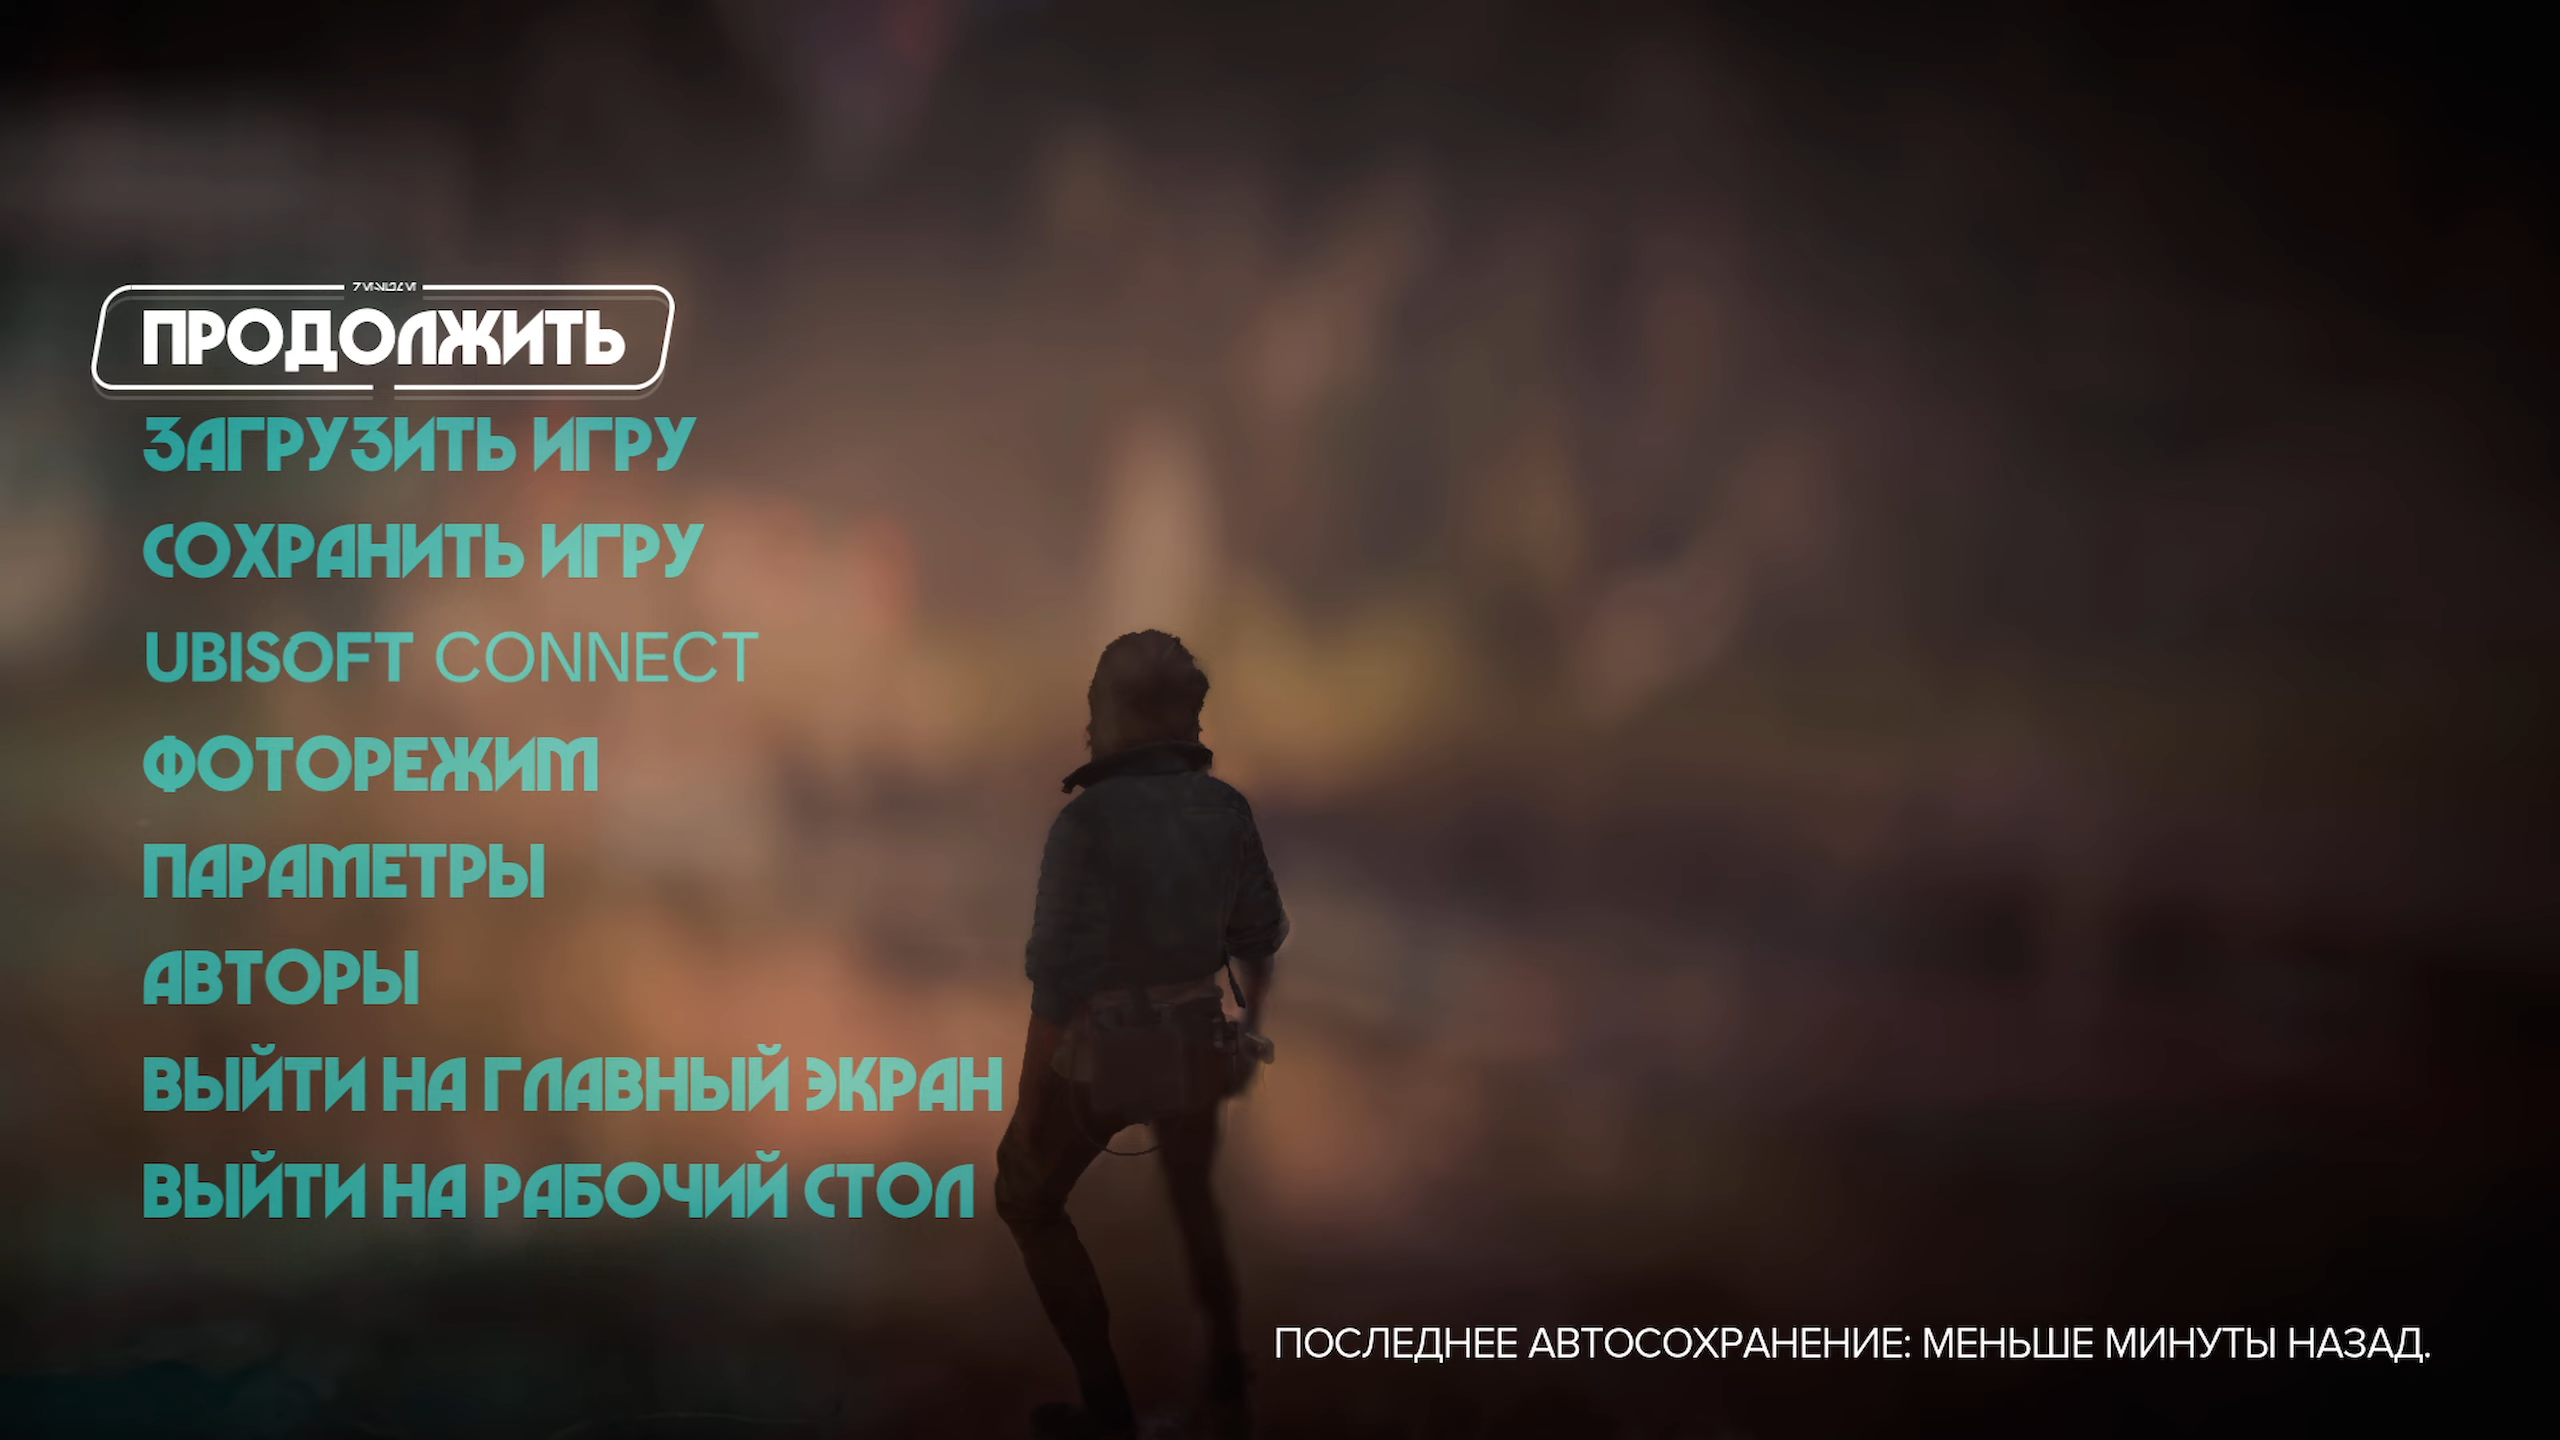 ПРОДОЛЖИТЬ
ЗАГРУЗИТЬ ИГРУ
СОХРАНИТЬ ИГРУ
UBISOFT CONNECT
ФОТОРЕЖИМ
ПАРАМЕТРЫ
АВТОРЫ
ВЫЙТИ НА ГЛАВНЫЙ ЭКРАН
ВЫЙТИ НА РАБОЧИЙ СТОЛ
ПОСЛЕДНЕЕ АВТОСОХРАНЕНИЕ: МЕНЬШЕ МИНУТЫ НАЗАД.